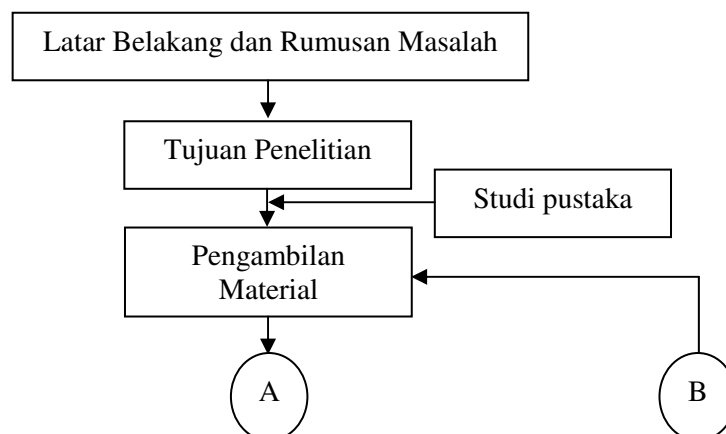 Latar Belakang dan Rumusan Masalah
Tujuan Penelitian
Studi pustaka
Pengambilan
Material
A
B